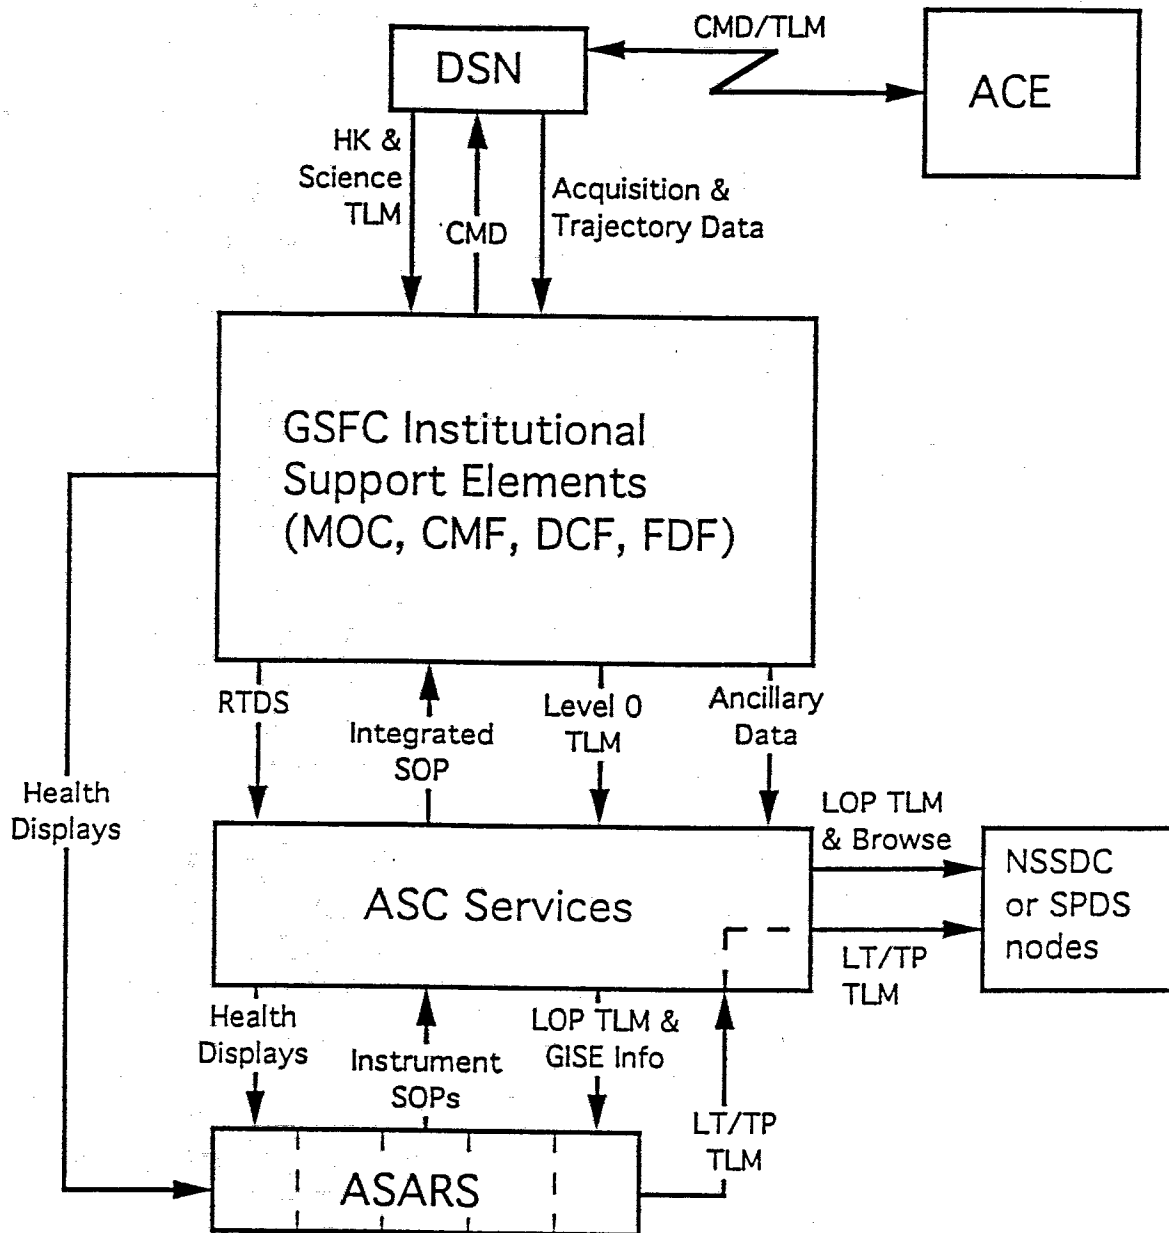 CMD/TLM
DSN
ACE
HK &
Science
TLM
CMD
Acquisition &
Trajectory Data
GSFC Institutional
Support Elements
(MOC, CMF, DCF, FDF)
RTDS
Integrated
SOP
Level 0
TLM
Ancillary
Data
Health
Displays
LOP TLM
& Browse
ASC Services
NSSDC
or SPDS
nodes
LT/TP
TLM
Health
Displays
Instrument
SOPs
LOP TLM &
GISE Info
LT/TP
TLM
ASARS